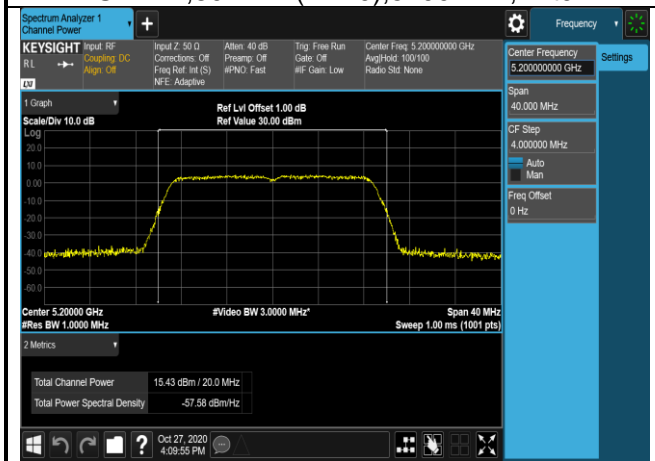 Spectrum Analyzer 1
Channel Power
Frequency
KEYSIGHT
RL
LXI
Input: RF
Coupling: DC
Align: Off
Input Z: 50 Ω
Corrections: Off
Freq Ref: Int (S)
NFE: Adaptive
Atten: 40 dB
Preamp: Off
#PNO: Fast
Trig: Free Run
Gate: Off
#IF Gain: Low
Center Freq: 5.200000000 GHz
Avg|Hold: 100/100
Radio Std: None
Center Frequency
5.200000000 GHz
Settings
Span
40.000 MHz
CF Step
4.000000 MHz
Auto
Man
Freq Offset
0 Hz
1 Graph
Scale/Div 10.0 dB
Ref Lvl Offset 1.00 dB
Ref Value 30.00 dBm
Log
20.0
10.0
0.00
-10.0
-20.0
-30.0
-40.0
-50.0
-60.0
Center 5.20000 GHz
#Res BW 1.0000 MHz
#Video BW 3.0000 MHz*
Span 40 MHz
Sweep 1.00 ms (1001 pts)
2 Metrics
Total Channel Power 15.43 dBm / 20.0 MHz
Total Power Spectral Density -57.58 dBm/Hz
Oct 27, 2020
4:09:55 PM